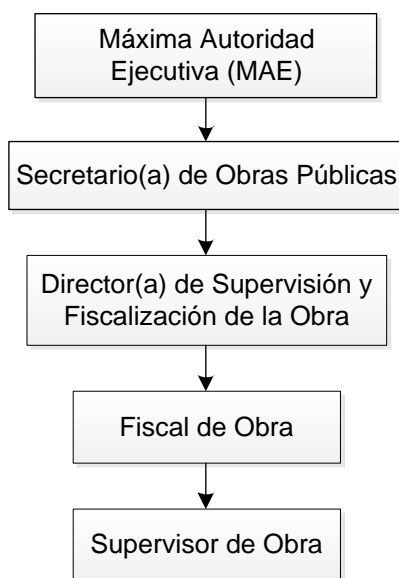 Máxima Autoridad
Ejecutiva (MAE)
Secretario(a) de Obras Públicas
Director(a) de Supervisión y
Fiscalización de la Obra
Fiscal de Obra
Supervisor de Obra